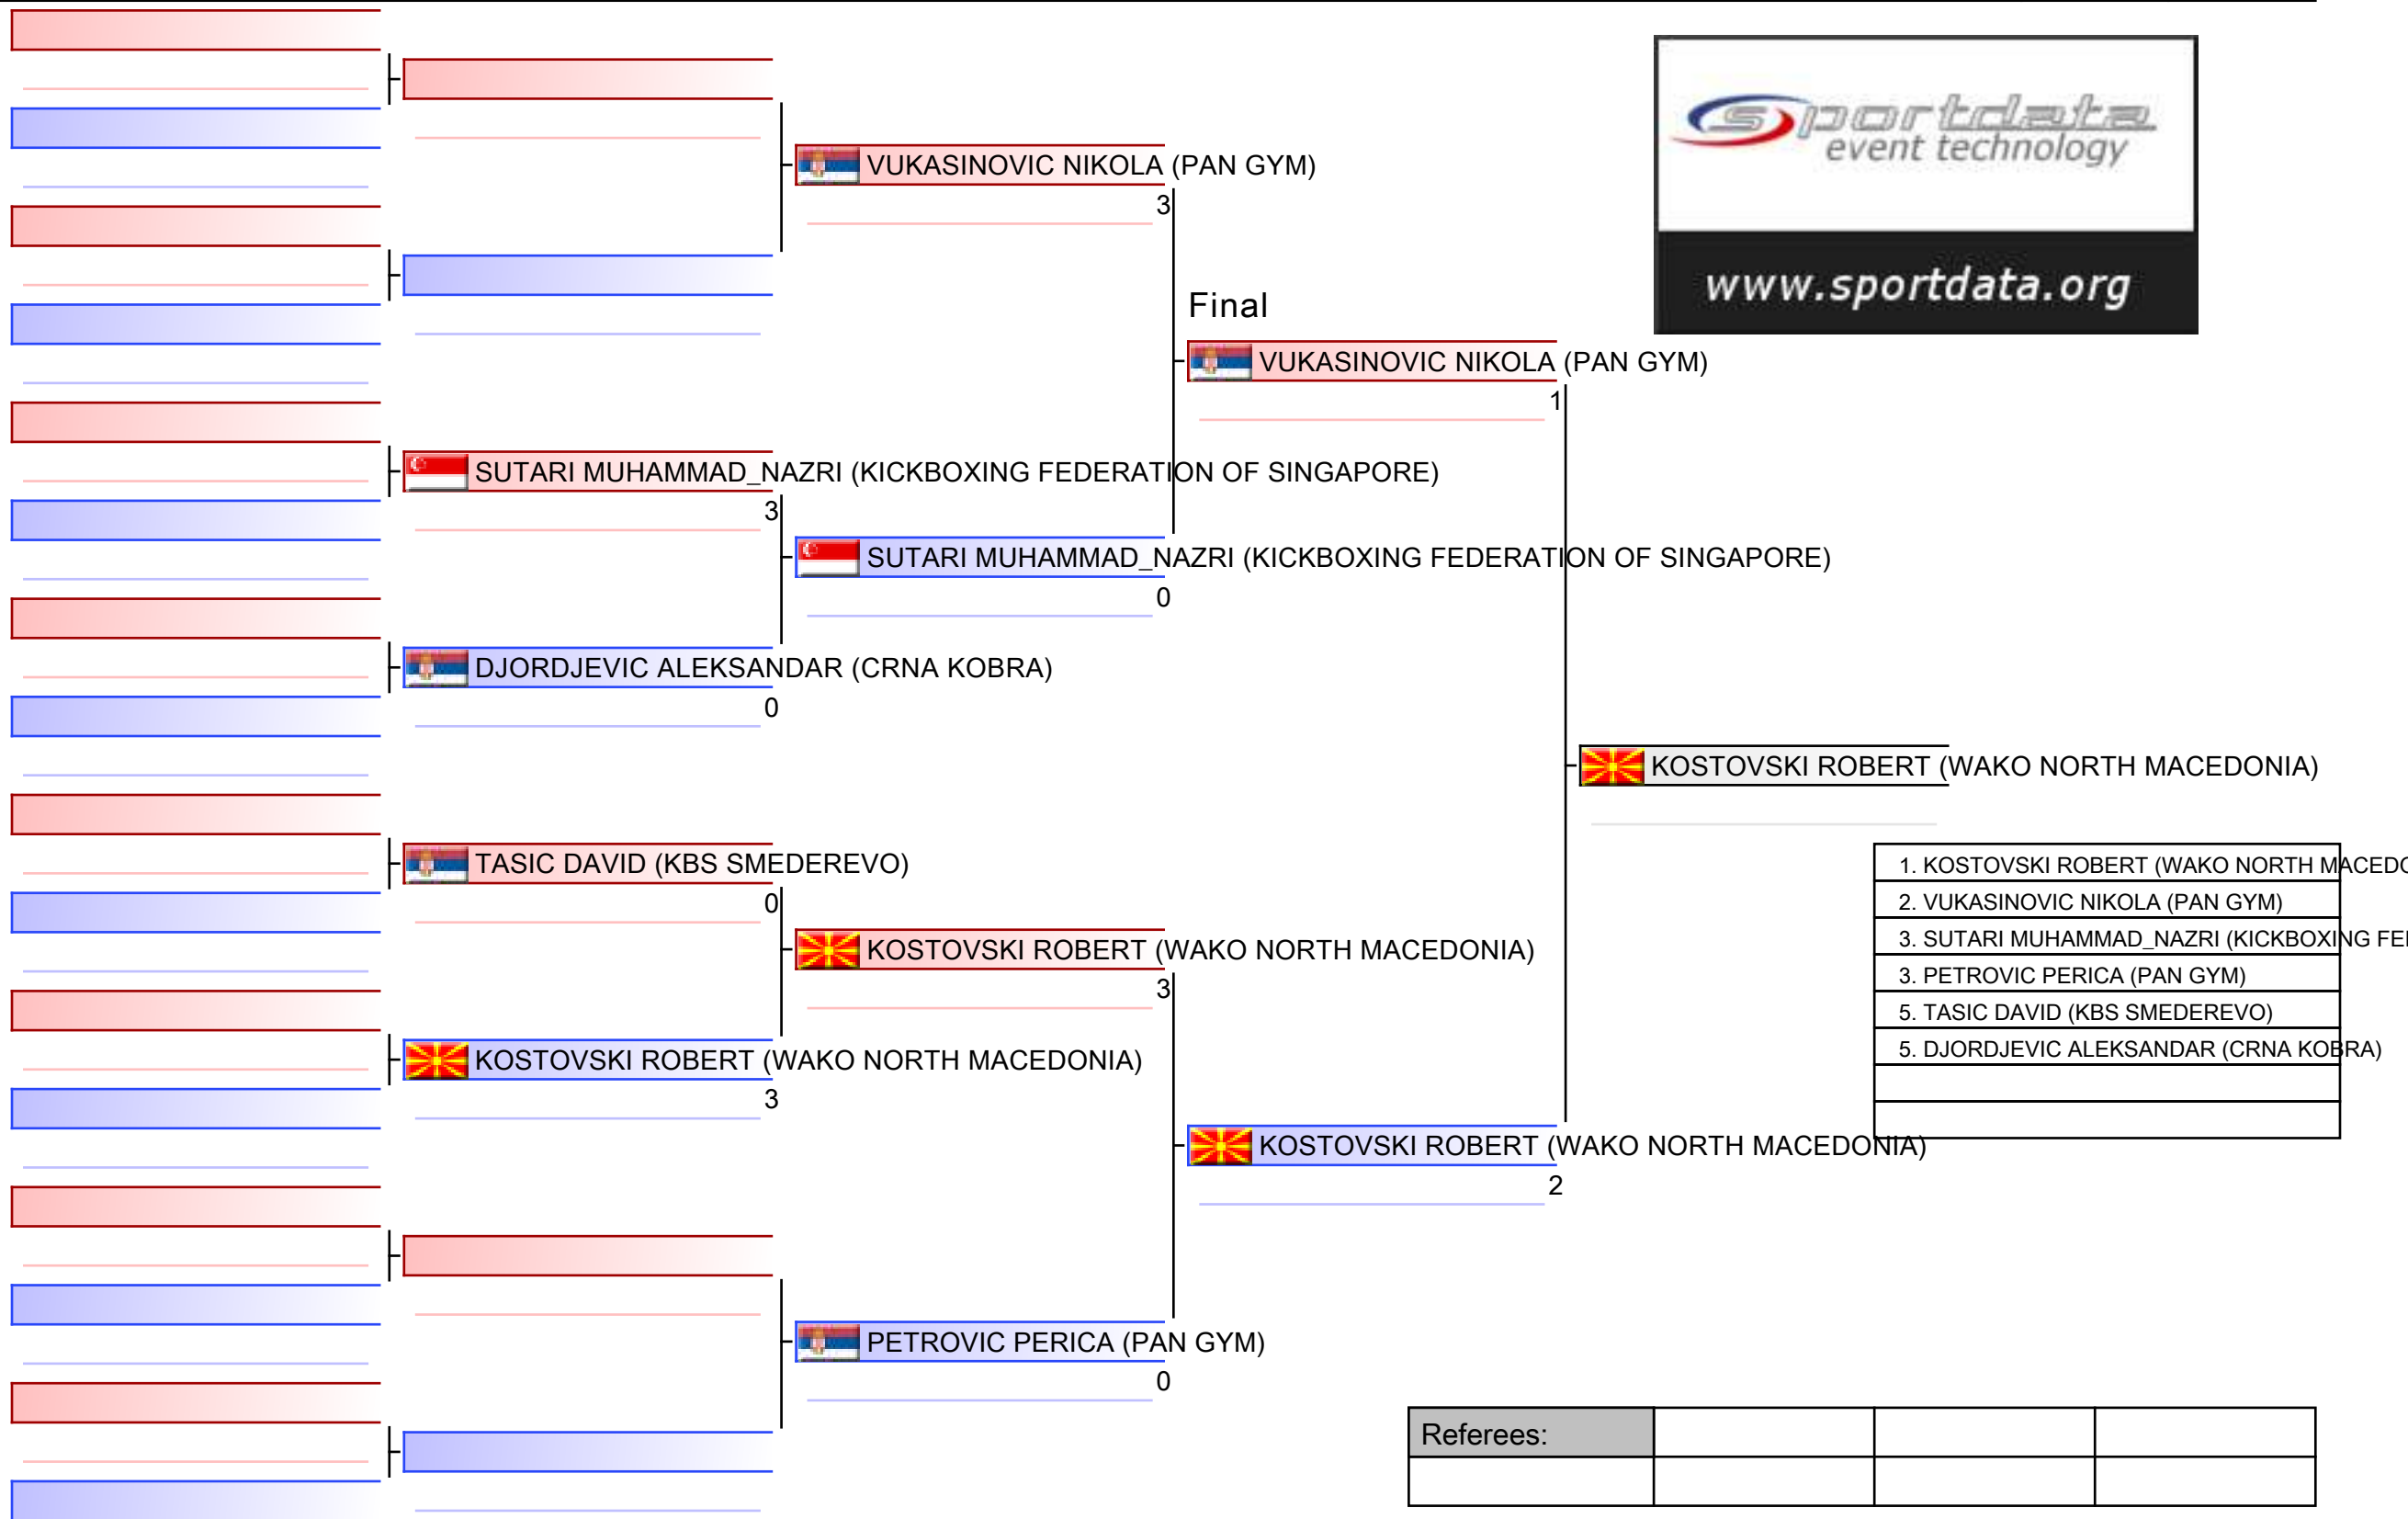 sportdata
event technology
www.sportdata.org
VUKASINOVIC NIKOLA (PAN GYM)
3
Final
VUKASINOVIC NIKOLA (PAN GYM)
1
SUTARI MUHAMMAD_NAZRI (KICKBOXING FEDERATION OF SINGAPORE)
3
SUTARI MUHAMMAD_NAZRI (KICKBOXING FEDERATION OF SINGAPORE)
0
DJORDJEVIC ALEKSANDAR (CRNA KOBRA)
0
KOSTOVSKI ROBERT (WAKO NORTH MACEDONIA)
TASIC DAVID (KBS SMEDEREVO)
0
KOSTOVSKI ROBERT (WAKO NORTH MACEDONIA)
3
KOSTOVSKI ROBERT (WAKO NORTH MACEDONIA)
3
KOSTOVSKI ROBERT (WAKO NORTH MACEDONIA)
2
PETROVIC PERICA (PAN GYM)
0
1. KOSTOVSKI ROBERT (WAKO NORTH MACEDO
2. VUKASINOVIC NIKOLA (PAN GYM)
3. SUTARI MUHAMMAD_NAZRI (KICKBOXING FE
3. PETROVIC PERICA (PAN GYM)
5. TASIC DAVID (KBS SMEDEREVO)
5. DJORDJEVIC ALEKSANDAR (CRNA KOBRA)
Referees: